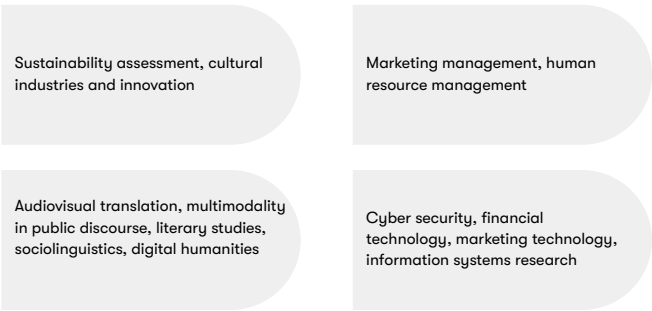 Sustainability assessment, cultural
industries and innovation
Marketing management, human
resource management
Audiovisual translation, multimodality
in public discourse, literary studies,
sociolinguistics, digital humanities
Cyber security, financial
technology, marketing technology,
information systems research